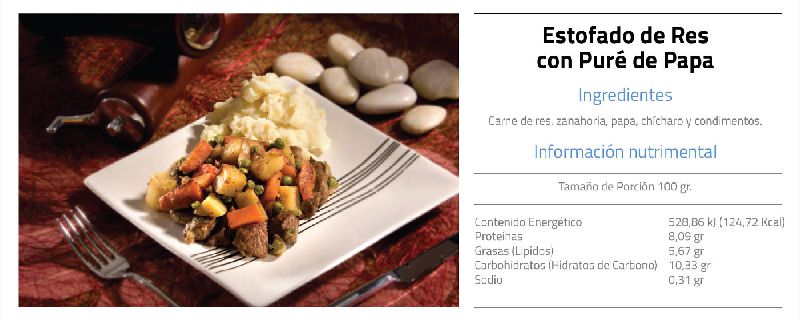 Estofado de Res
con Puré de Papa
Ingredientes
Carne de res, zanahoria, papa, chícharo y condimentos.
Información nutrimental
Tamaño de Porción 100 gr.
Contenido Energético 528,86 kJ (124,72 Kcal)
Proteínas 8,09 gr
Grasas (Lípidos) 5,67 gr
Carbohidratos (Hidratos de Carbono) 10,33 gr
Sodio 0,31 gr